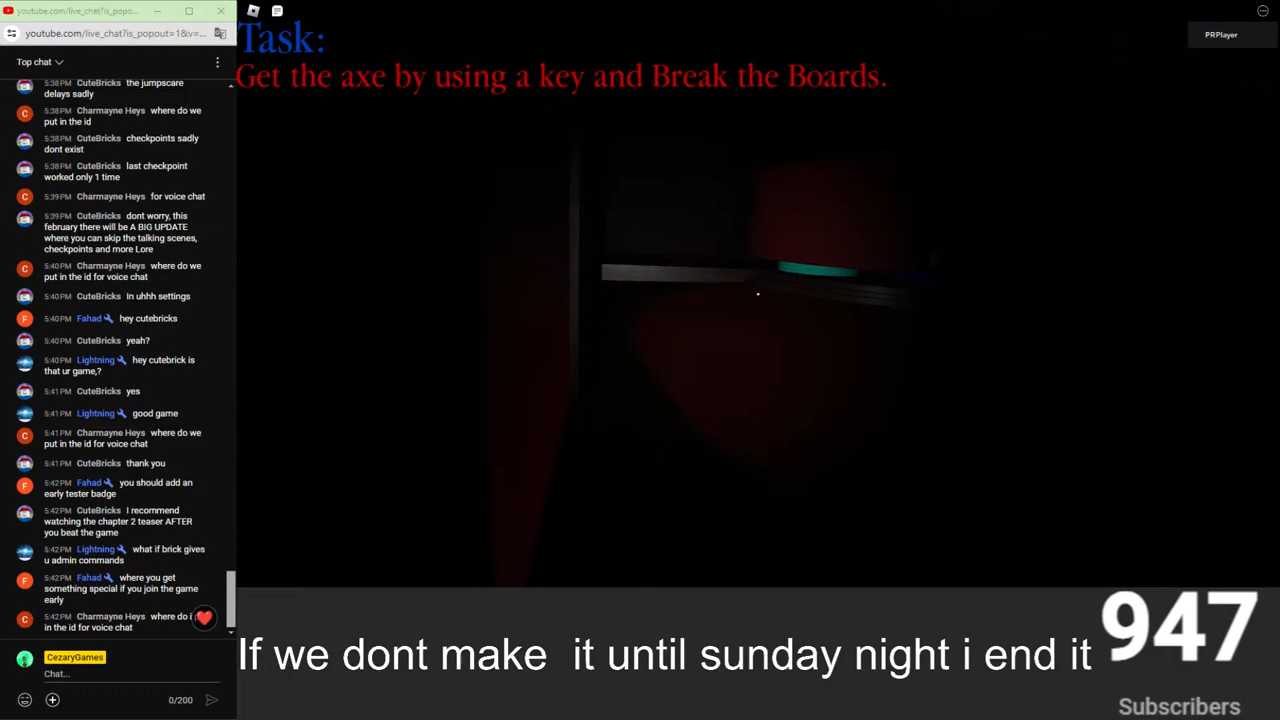 youtube.com/live_chat?is_popo...
youtube.com/live_chat?is_popout=1&v=...
Top chat
5:38PM CuteBricks the jumpscare
delays sadly
5:38PM Charmayne Heys where do we
put in the id
5:38PM CuteBricks checkpoints sadly
dont exist
5:38PM CuteBricks last checkpoint
worked only 1 time
5:39PM Charmayne Heys for voice chat
5:39PM CuteBricks dont worry, this
february there will be A BIG UPDATE
where you can skip the talking scenes,
checkpoints and more Lore
5:40PM Charmayne Heys where do we
put in the id for voice chat
5:40PM CuteBricks In uhhh settings
5:40PM Fahad hey cutebricks
5:40PM CuteBricks yeah?
5:40PM Lightning hey cutebrick is
that ur game,?
5:41PM CuteBricks yes
5:41PM Lightning good game
5:41PM Charmayne Heys where do we
put in the id for voice chat
5:41PM CuteBricks thank you
5:42PM Fahad you should add an
early tester badge
5:42PM CuteBricks I recommend
watching the chapter 2 teaser AFTER
you beat the game
5:42PM Lightning what if brick gives
u admin commands
5:42PM Fahad where you get
something special if you join the game
early
5:42PM Charmayne Heys where do i
in the id for voice chat
CezaryGames
Chat...
0/200
Task:
Get the axe by using a key and Break the Boards.
PRPlayer
If we dont make it until sunday night i end it
947
Subscribers